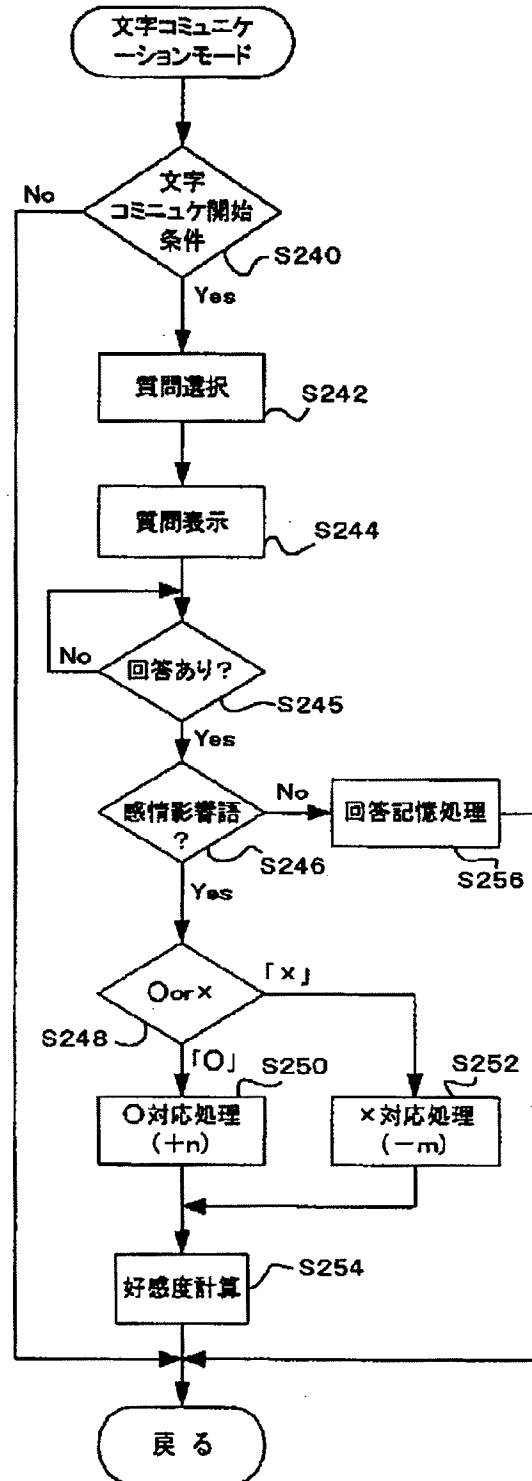 文字コミュニケ
ーションモード
No
文字
コミニュケ開始
条件
S240
Yes
質問選択
S242
質問表示
S244
No
回答あり？
S245
Yes
感情影響語
？
No
回答記憶処理
S246
S256
Yes
○or×
「×」
S248
「○」
S250
S252
○対応処理
(＋n)
×対応処理
(－m)
好感度計算
S254
戻る